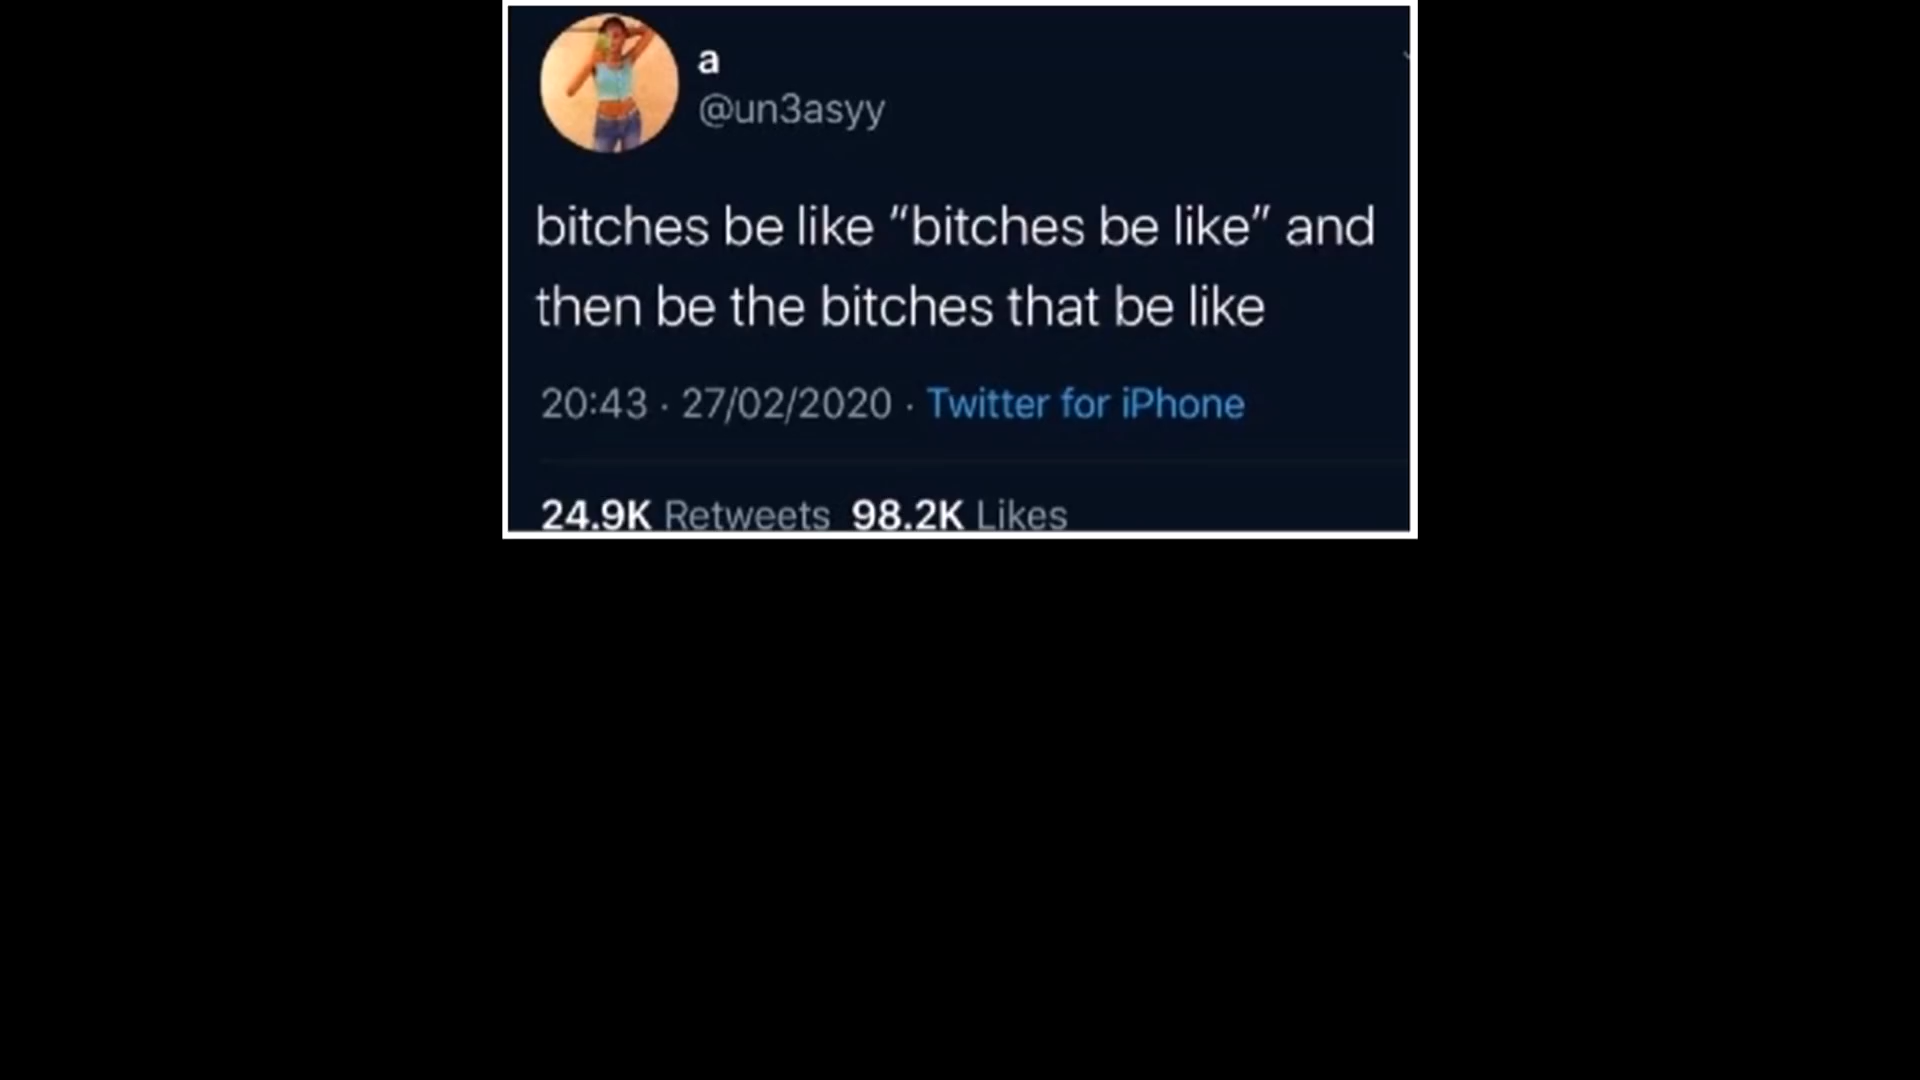 a
@un3asyy
bitches be like “bitches be like” and
then be the bitches that be like
20:43 · 27/02/2020 · Twitter for iPhone
24.9K Retweets 98.2K Likes